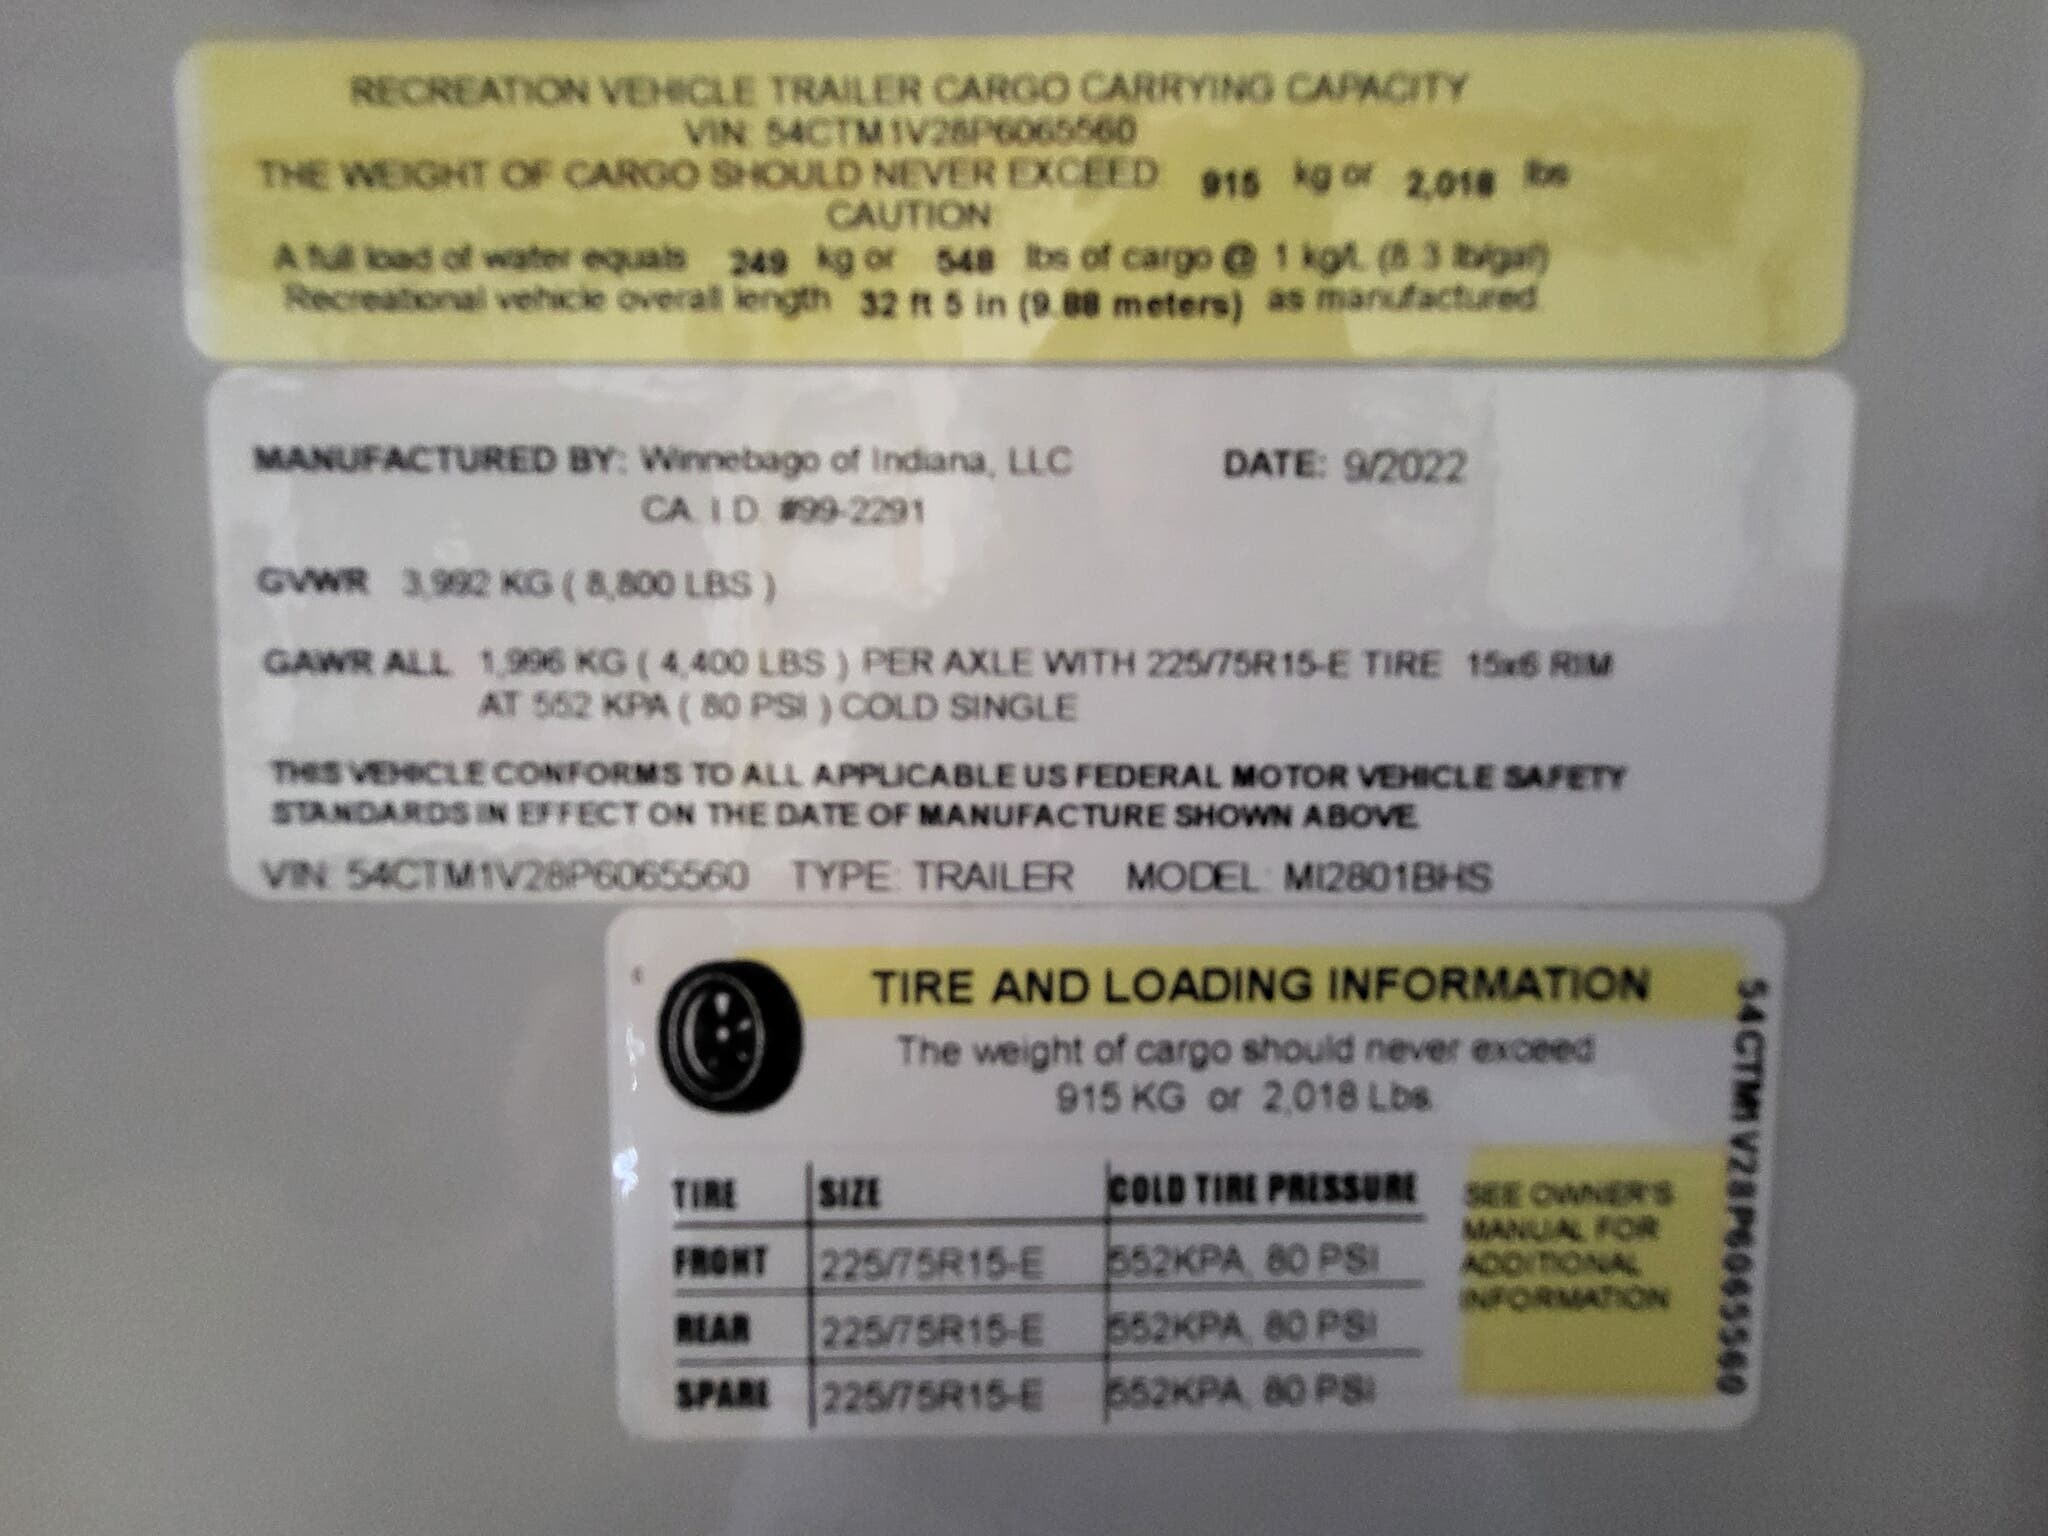 RECREATION VEHICLE TRAILER CARGO CARRYING CAPACITY
VIN: 54CTM1V28P6065560
THE WEIGHT OF CARGO SHOULD NEVER EXCEED 915 kg or 2,018 lbs
CAUTION:
A full load of water equals 249 kg or 548 lbs of cargo @ 1 kg/L (8.3 lb/gal)
Recreational vehicle overall length 32 ft 5 in (9.88 meters) as manufactured.
MANUFACTURED BY: Winnebago of Indiana, LLC DATE: 9/2022
CA. I.D. #99-2291
GVWR 3,992 KG ( 8,800 LBS )
GAWR ALL 1,996 KG ( 4,400 LBS ) PER AXLE WITH 225/75R15-E TIRE 15x6 RIM
AT 552 KPA ( 80 PSI ) COLD SINGLE
THIS VEHICLE CONFORMS TO ALL APPLICABLE US FEDERAL MOTOR VEHICLE SAFETY
STANDARDS IN EFFECT ON THE DATE OF MANUFACTURE SHOWN ABOVE.
VIN: 54CTM1V28P6065560 TYPE: TRAILER MODEL: MI2801BHS
TIRE AND LOADING INFORMATION
The weight of cargo should never exceed
915 KG or 2,018 Lbs.
TIRE SIZE COLD TIRE PRESSURE
FRONT 225/75R15-E 552KPA, 80 PSI
REAR 225/75R15-E 552KPA, 80 PSI
SPARE 225/75R15-E 552KPA, 80 PSI
SEE OWNER'S
MANUAL FOR
ADDITIONAL
INFORMATION
54CTM1V28P6065560